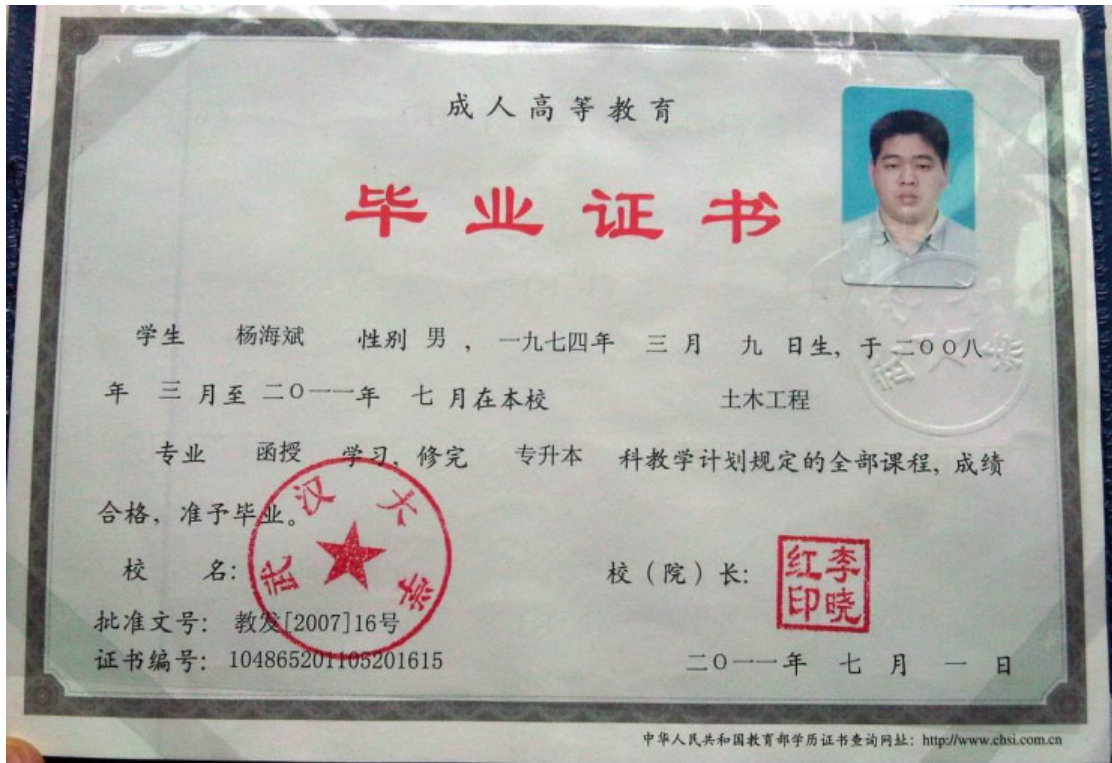 成人高等教育
毕业证书
学生 杨海斌 性别 男 , 一九七四年 三 月 九 日生, 于 二〇〇八
年 三 月至 二〇一一年 七 月在本校 土木工程
专业 函授 学习, 修完 专升本 科教学计划规定的全部课程, 成绩
合格, 准予毕业。
武汉大学
校 名:
校(院)长:
李晓红印
批准文号: 教发[2007]16号
证书编号: 104865201105201615
二〇一一年 七 月 一 日
中华人民共和国教育部学历证书查询网址: http://www.chsi.com.cn